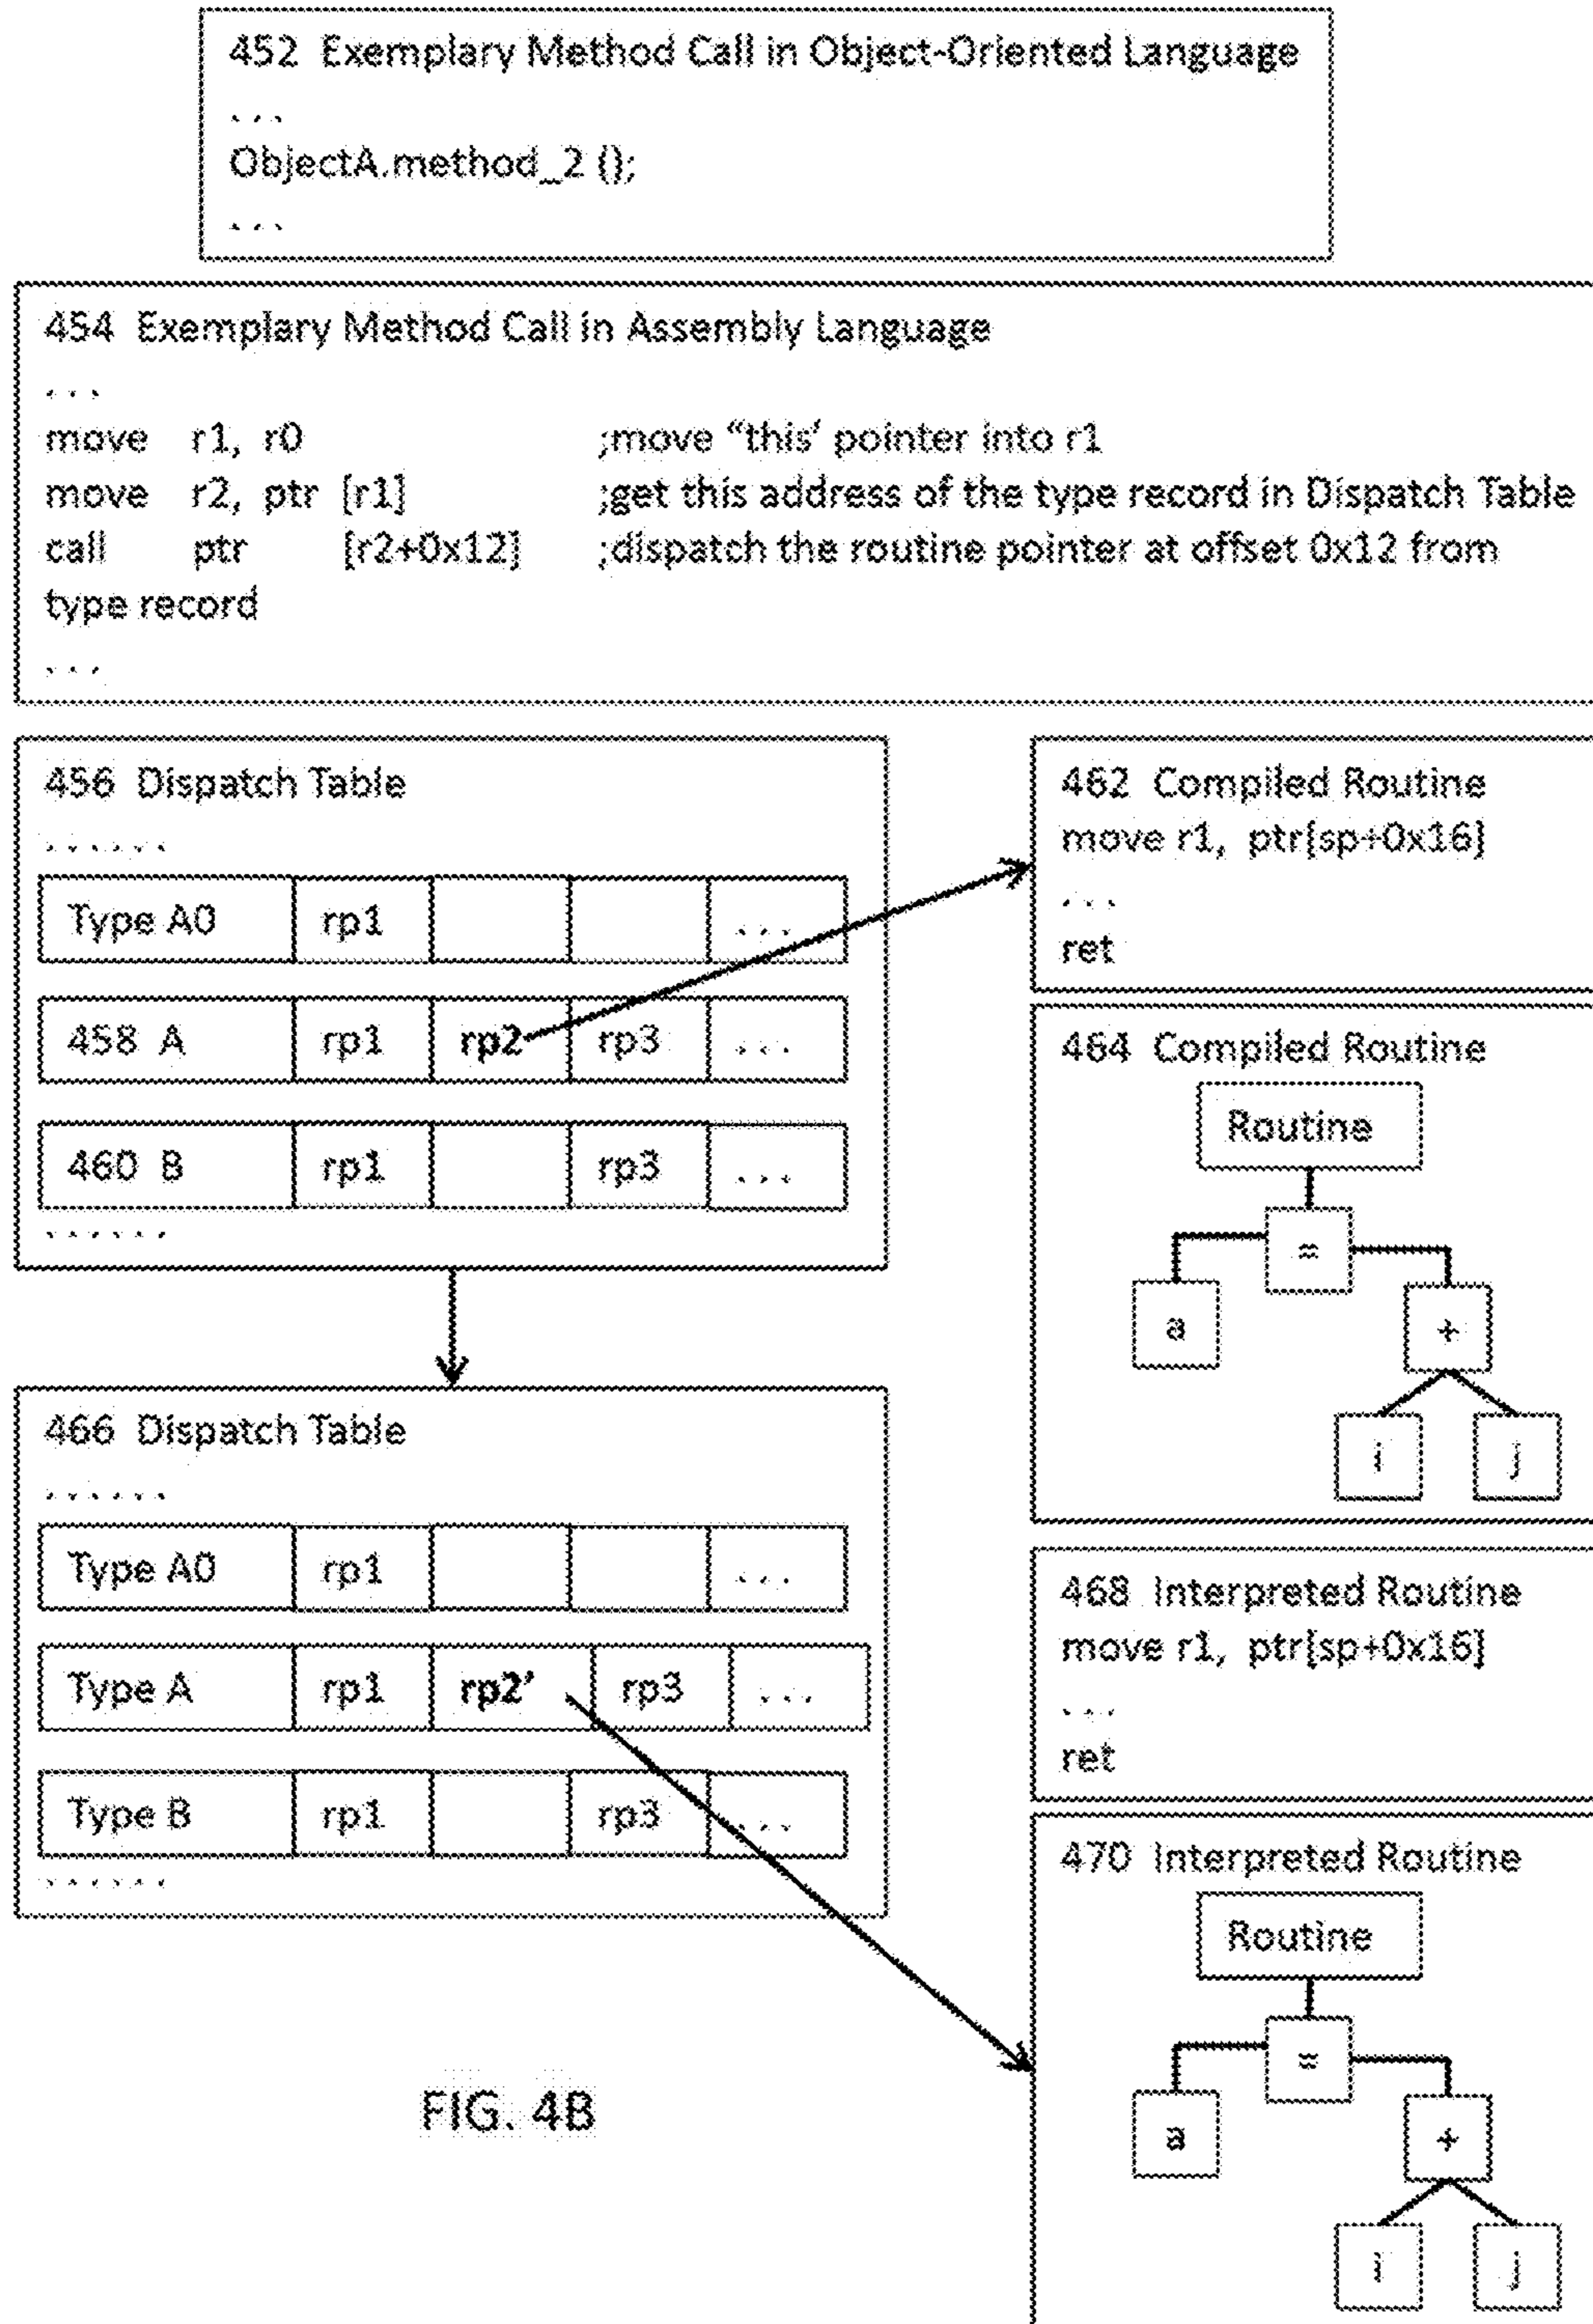 452 Exemplary Method Call in Object-Oriented Language
...
ObjectA.method_2 ();
...
454 Exemplary Method Call in Assembly Language
...
move r1, r0 ;move “this’ pointer into r1
move r2, ptr [r1] ;get this address of the type record in Dispatch Table
call ptr [r2+0x12] ;dispatch the routine pointer at offset 0x12 from
type record
...
456 Dispatch Table
......
Type A0 rp1 ...
458 A rp1 rp2 rp3 ...
460 B rp1 rp3 ...
......
462 Compiled Routine
move r1, ptr[sp+0x16]
...
ret
464 Compiled Routine
Routine
=
a +
i j
466 Dispatch Table
......
Type A0 rp1 ...
Type A rp1 rp2’ rp3 ...
Type B rp1 rp3 ...
......
468 Interpreted Routine
move r1, ptr[sp+0x16]
...
ret
470 Interpreted Routine
Routine
=
a +
i j
FIG. 4B